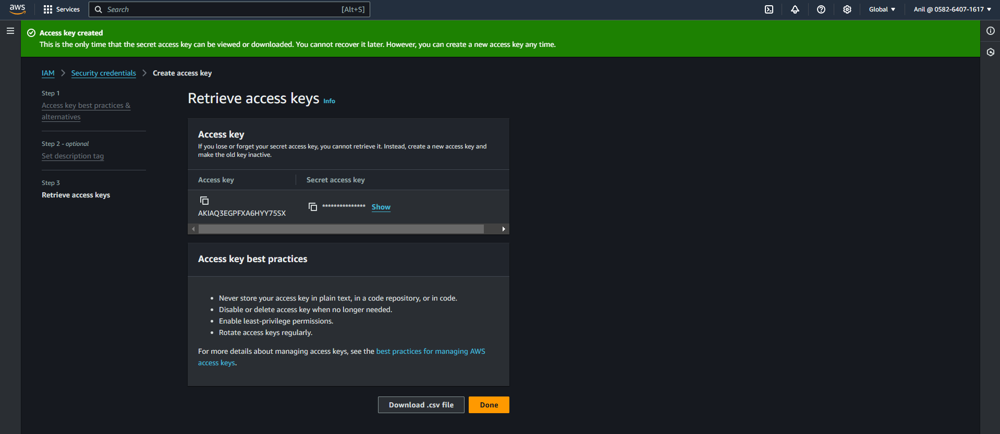 aws
Services
Search
[Alt+S]
Global
Anil @ 0582-6407-1617
Access key created
This is the only time that the secret access key can be viewed or downloaded. You cannot recover it later. However, you can create a new access key any time.
IAM
Security credentials
Create access key
Step 1
Access key best practices &
alternatives
Step 2 - optional
Set description tag
Step 3
Retrieve access keys
Retrieve access keys Info
Access key
If you lose or forget your secret access key, you cannot retrieve it. Instead, create a new access key and
make the old key inactive.
Access key
Secret access key
AKIAQ3EGPFXA6HYY75SX
*************** Show
Access key best practices
• Never store your access key in plain text, in a code repository, or in code.
• Disable or delete access key when no longer needed.
• Enable least-privilege permissions.
• Rotate access keys regularly.
For more details about managing access keys, see the best practices for managing AWS
access keys.
Download .csv file
Done